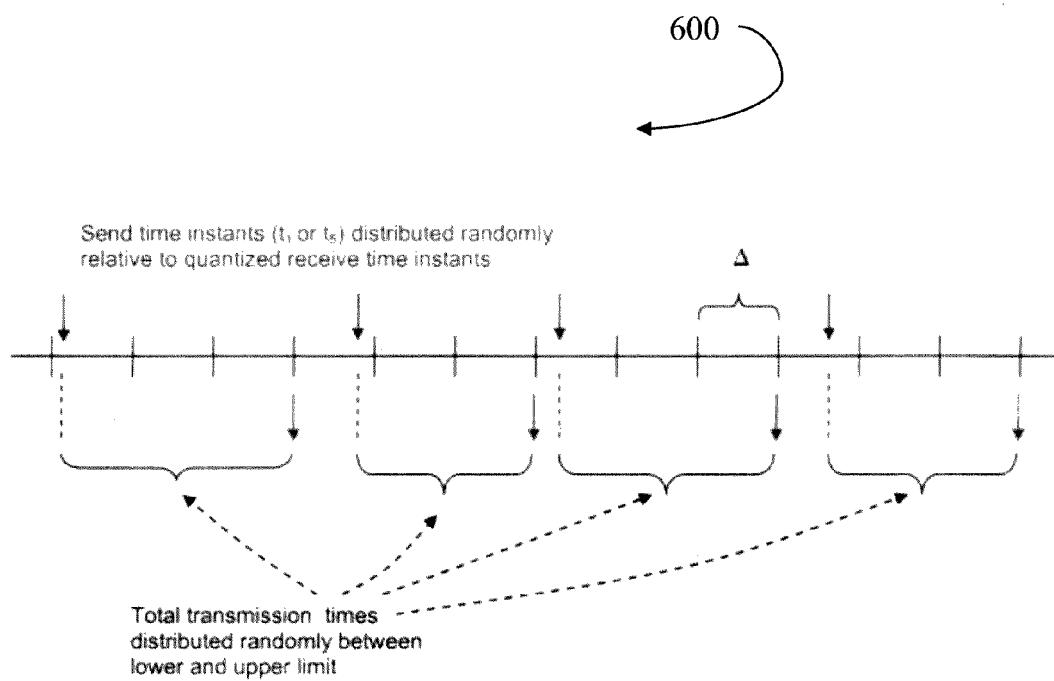 600
Send time instants (t₁ or t₅) distributed randomly
relative to quantized receive time instants
Δ
Total transmission times
distributed randomly between
lower and upper limit